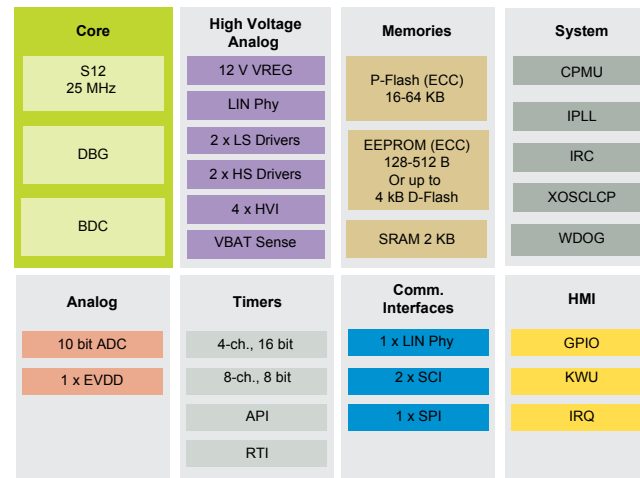 Core
S12
25 MHz
DBG
BDC
High Voltage
Analog
12 V VREG
LIN Phy
2 x LS Drivers
2 x HS Drivers
4 x HVI
VBAT Sense
Memories
P-Flash (ECC)
16-64 KB
EEPROM (ECC)
128-512 B
Or up to
4 kB D-Flash
SRAM 2 KB
System
CPMU
IPLL
IRC
XOSCLCP
WDOG
Analog
10 bit ADC
1 x EVDD
Timers
4-ch., 16 bit
8-ch., 8 bit
API
RTI
Comm.
Interfaces
1 x LIN Phy
2 x SCI
1 x SPI
HMI
GPIO
KWU
IRQ